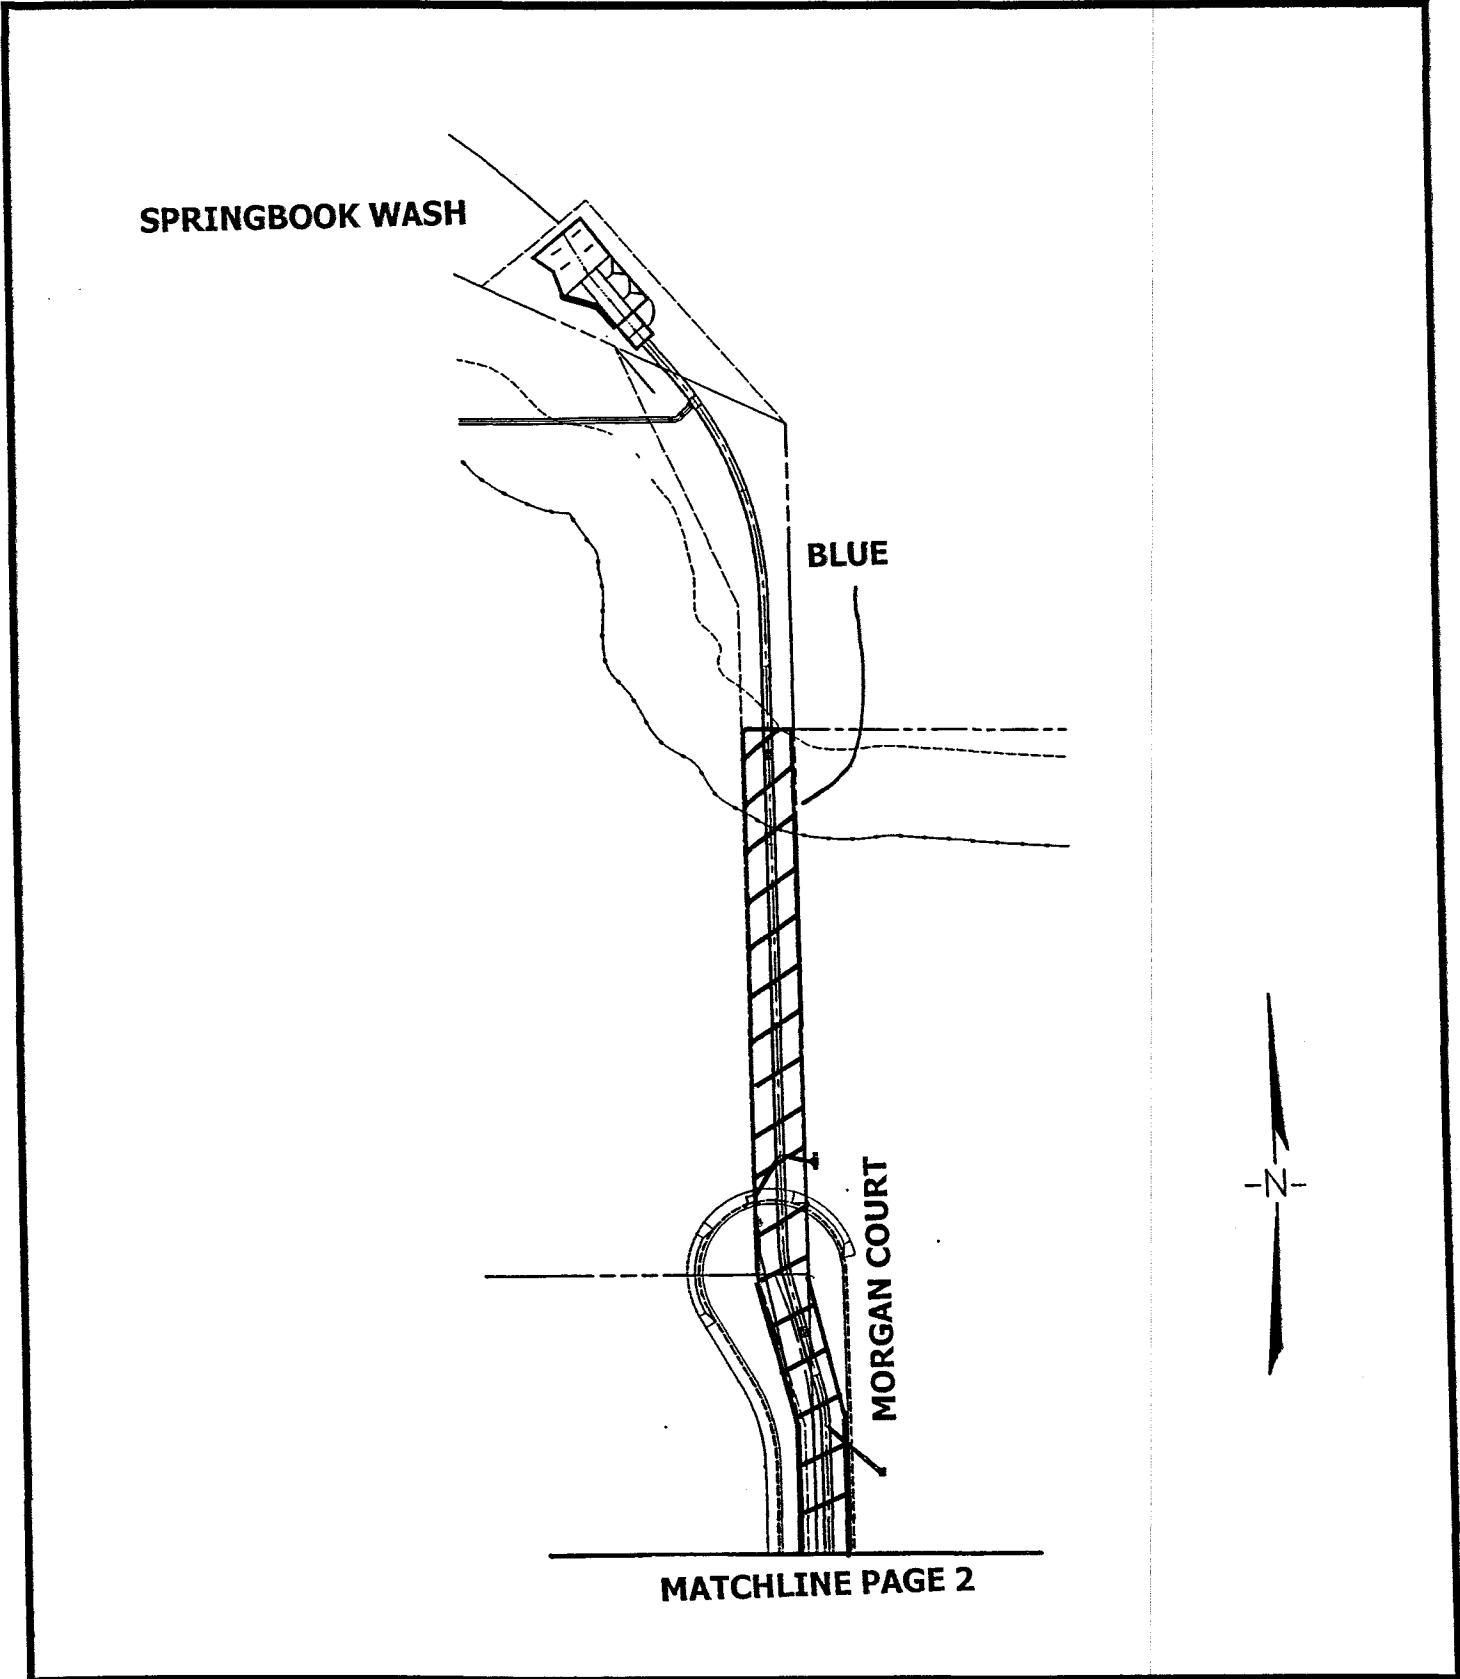 SPRINGBOOK WASH
BLUE
MORGAN COURT
-N-
MATCHLINE PAGE 2